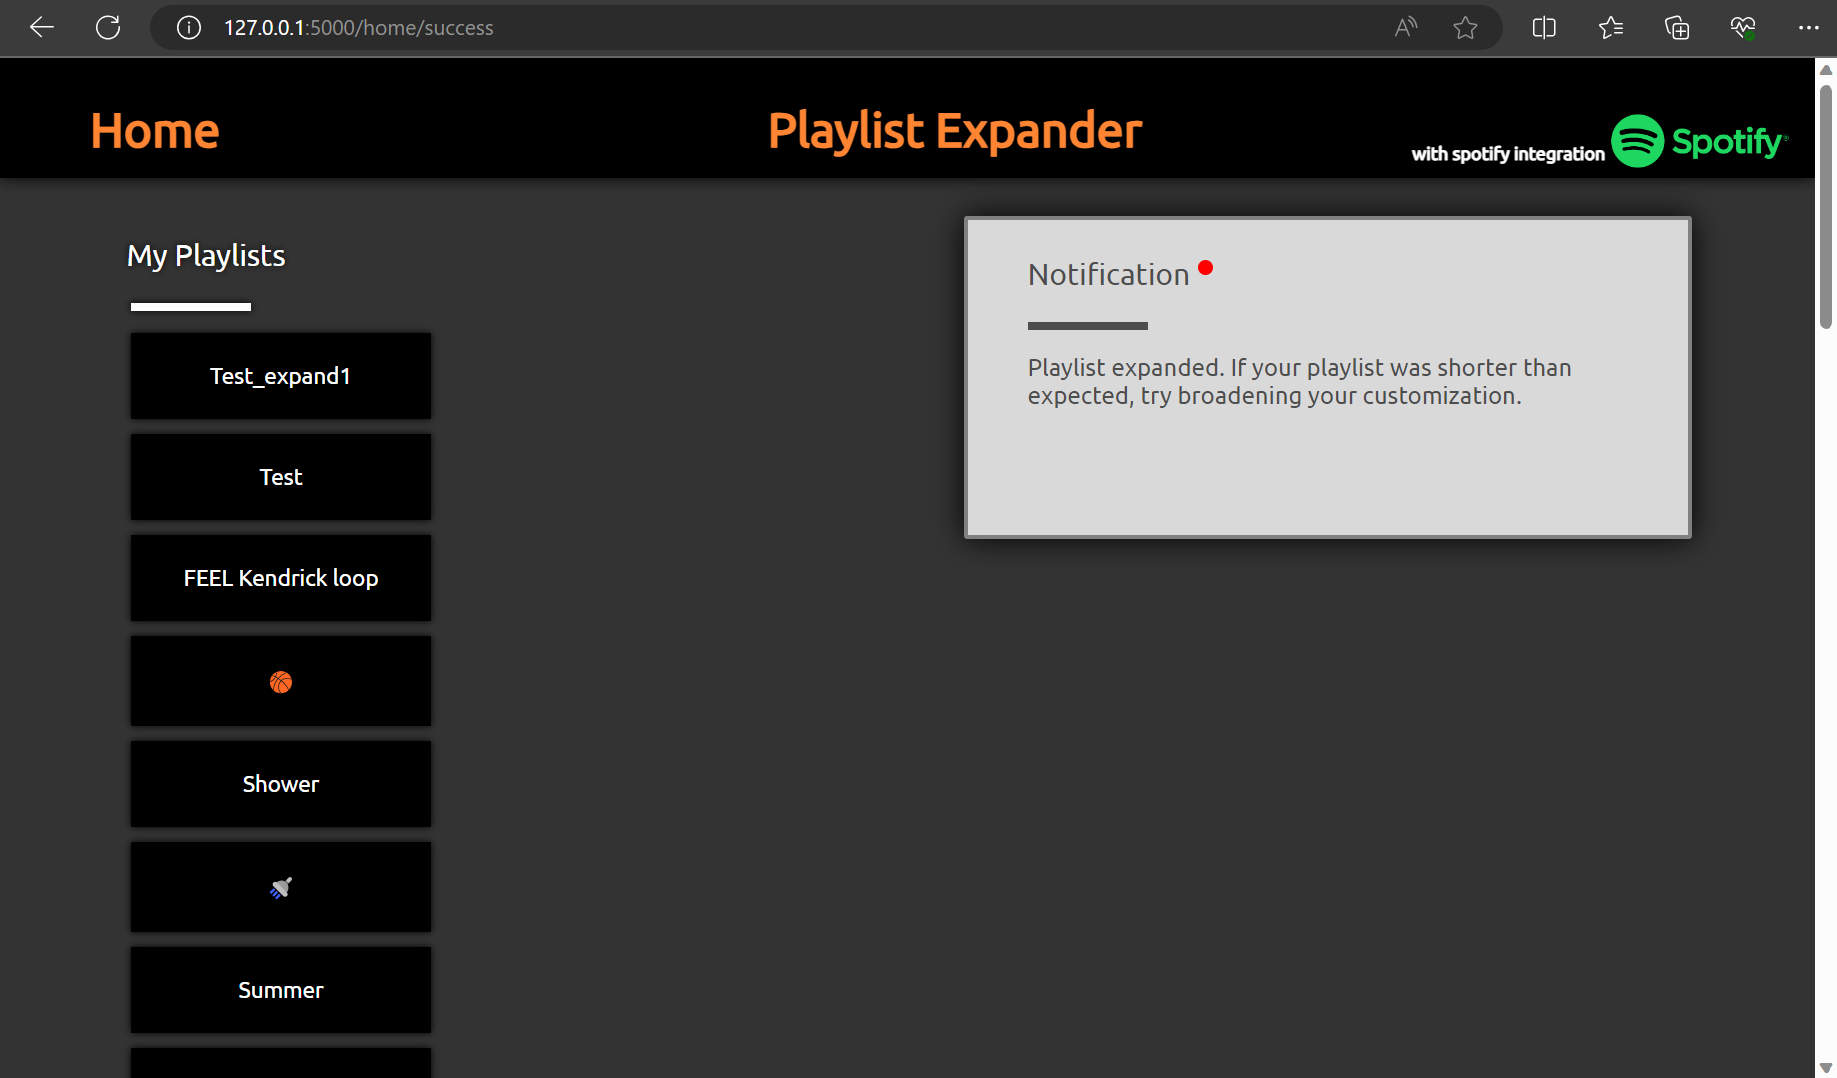 127.0.0.1:5000/home/success
Home
Playlist Expander
with spotify integration
Spotify
My Playlists
Test_expand1
Test
FEEL Kendrick loop
🏀
Shower
🚿
Summer
Notification
Playlist expanded. If your playlist was shorter than
expected, try broadening your customization.